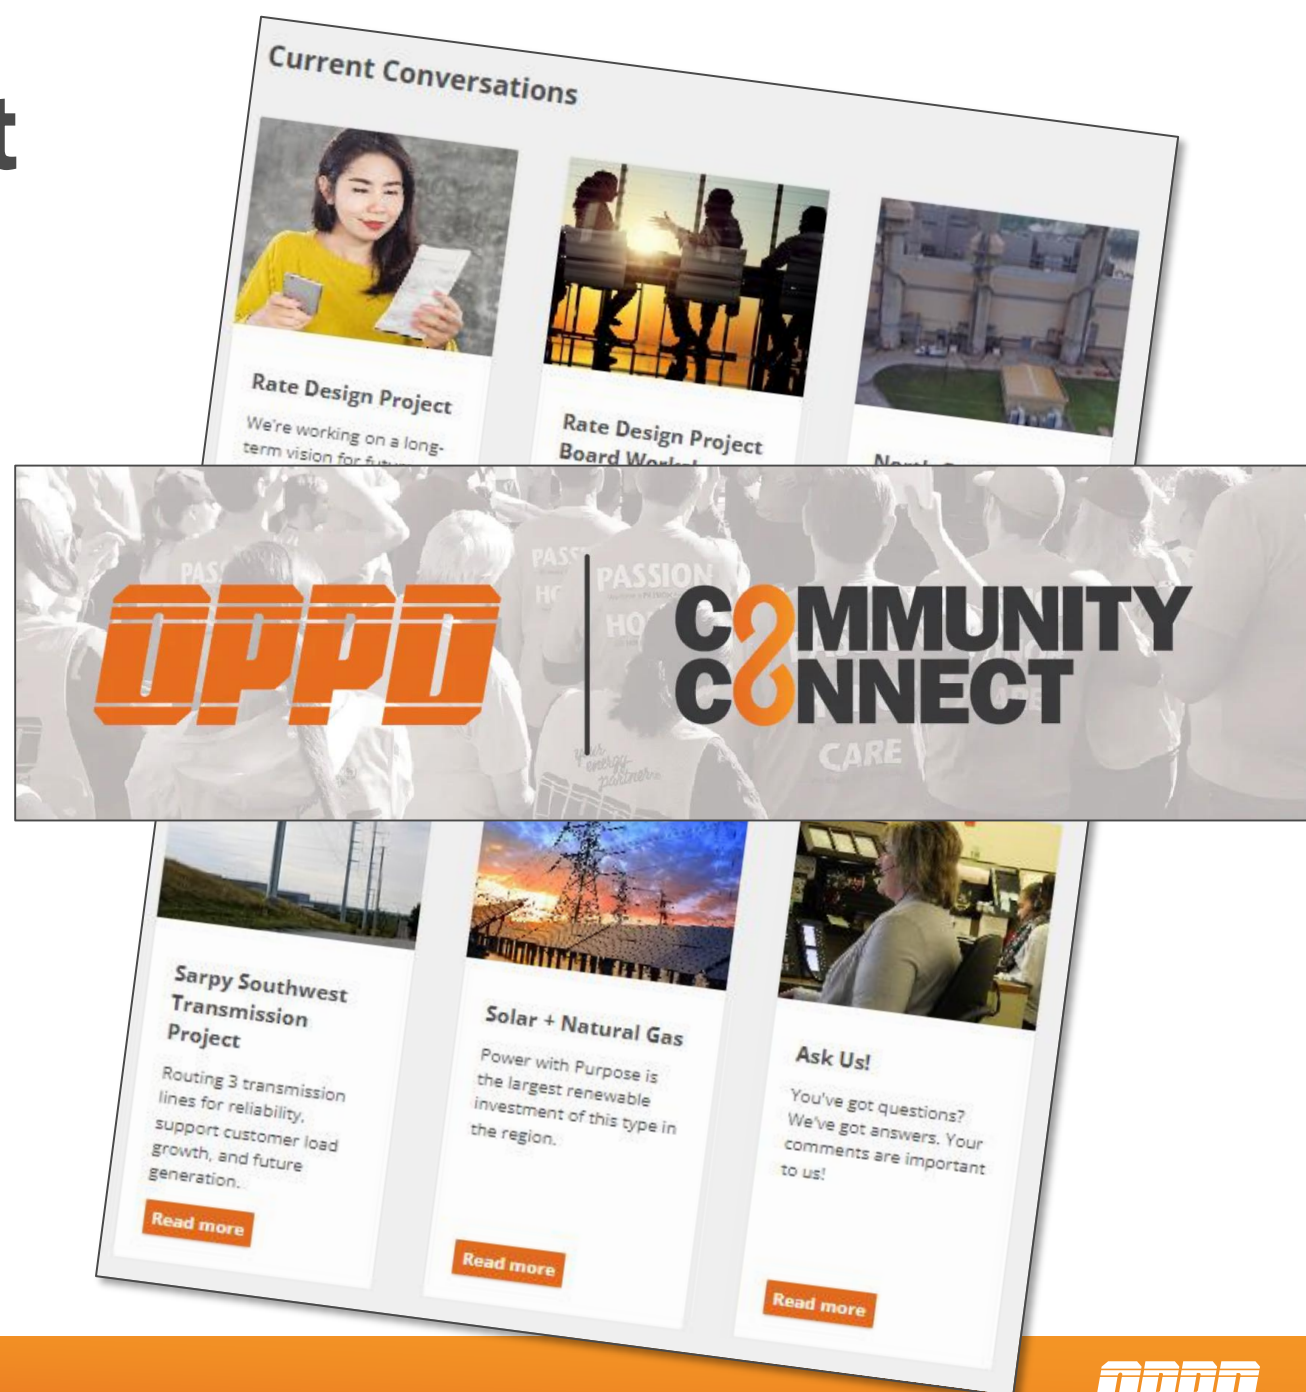 t
Current Conversations
Rate Design Project
We're working on a long-
term vision for
Rate Design Project
Board
OPPD
COMMUNITY
CONNECT
PASSION
CARE
your
energy
partner
Sarpy Southwest
Transmission
Project
Routing 3 transmission
lines for reliability,
support customer load
growth, and future
generation.
Read more
Solar + Natural Gas
Power with Purpose is
the largest renewable
investment of this type in
the region.
Read more
Ask Us!
You've got questions?
We've got answers. Your
comments are important
to us!
Read more
OPPD